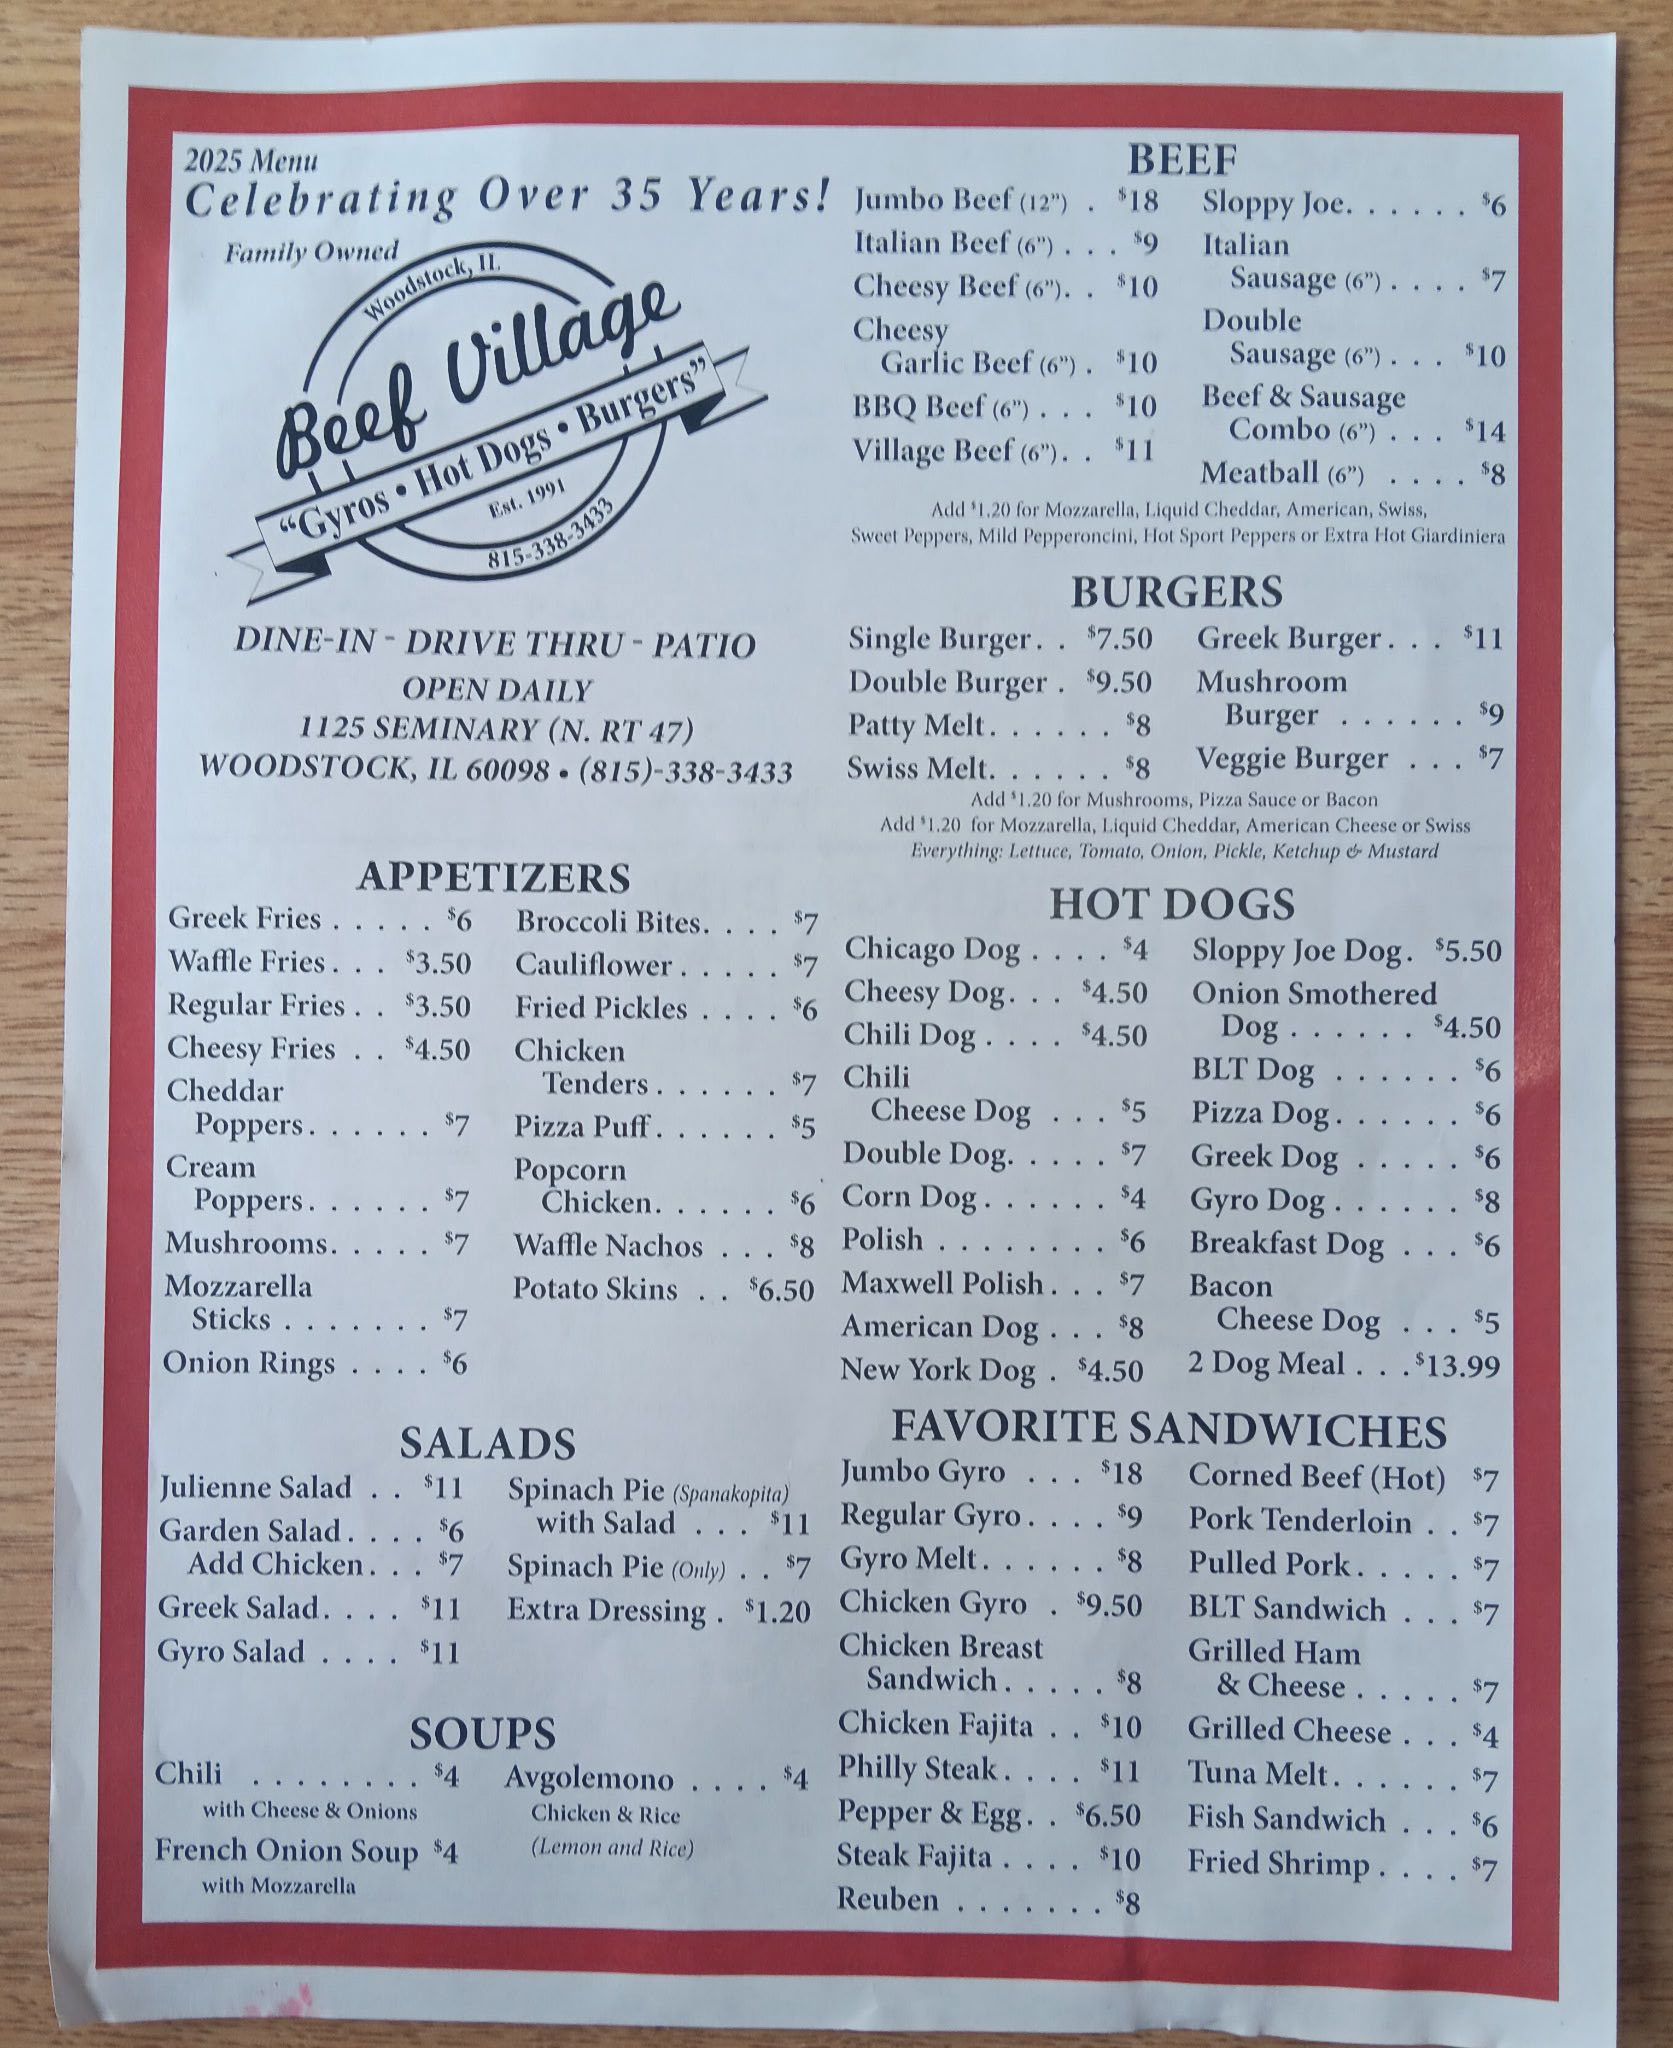 2025 Menu
Celebrating Over 35 Years!
Family Owned
Woodstock, IL
Beef Village
“Gyros • Hot Dogs • Burgers”
Est. 1991
815-338-3433
DINE-IN - DRIVE THRU - PATIO
OPEN DAILY
1125 SEMINARY (N. RT 47)
WOODSTOCK, IL 60098 • (815)-338-3433
APPETIZERS
Greek Fries . . . . . $6
Waffle Fries . . . $3.50
Regular Fries . . $3.50
Cheesy Fries . . $4.50
Cheddar
Poppers. . . . . . $7
Cream
Poppers. . . . . . $7
Mushrooms. . . . . $7
Mozzarella
Sticks . . . . . . . $7
Onion Rings . . . . $6
Broccoli Bites. . . . $7
Cauliflower . . . . . $7
Fried Pickles . . . . $6
Chicken
Tenders . . . . . . $7
Pizza Puff. . . . . . $5
Popcorn
Chicken. . . . . . $6
Waffle Nachos . . . $8
Potato Skins . . $6.50
SALADS
Julienne Salad . . $11
Garden Salad. . . . $6
Add Chicken. . . $7
Greek Salad. . . . $11
Gyro Salad . . . . $11
Spinach Pie (Spanakopita)
with Salad . . . $11
Spinach Pie (Only) . . $7
Extra Dressing . $1.20
SOUPS
Chili . . . . . . . . $4
with Cheese & Onions
French Onion Soup $4
with Mozzarella
Avgolemono . . . . $4
Chicken & Rice
(Lemon and Rice)
BEEF
Jumbo Beef (12”) . $18
Italian Beef (6”) . . . $9
Cheesy Beef (6”). . $10
Cheesy
Garlic Beef (6”) . $10
BBQ Beef (6”) . . . $10
Village Beef (6”). . $11
Sloppy Joe. . . . . . $6
Italian
Sausage (6”) . . . . $7
Double
Sausage (6”) . . . $10
Beef & Sausage
Combo (6”) . . . $14
Meatball (6”) . . . . $8
Add $1.20 for Mozzarella, Liquid Cheddar, American, Swiss,
Sweet Peppers, Mild Pepperoncini, Hot Sport Peppers or Extra Hot Giardiniera
BURGERS
Single Burger. . $7.50
Double Burger . $9.50
Patty Melt. . . . . . $8
Swiss Melt. . . . . . $8
Greek Burger. . . $11
Mushroom
Burger . . . . . . $9
Veggie Burger . . . $7
Add $1.20 for Mushrooms, Pizza Sauce or Bacon
Add $1.20 for Mozzarella, Liquid Cheddar, American Cheese or Swiss
Everything: Lettuce, Tomato, Onion, Pickle, Ketchup & Mustard
HOT DOGS
Chicago Dog . . . . $4
Cheesy Dog. . . $4.50
Chili Dog . . . . $4.50
Chili
Cheese Dog . . . $5
Double Dog. . . . . $7
Corn Dog. . . . . . $4
Polish . . . . . . . . $6
Maxwell Polish . . . $7
American Dog . . . $8
New York Dog . $4.50
Sloppy Joe Dog. $5.50
Onion Smothered
Dog . . . . . . $4.50
BLT Dog . . . . . . $6
Pizza Dog. . . . . . $6
Greek Dog . . . . . $6
Gyro Dog . . . . . . $8
Breakfast Dog . . . $6
Bacon
Cheese Dog . . . $5
2 Dog Meal . . . $13.99
FAVORITE SANDWICHES
Jumbo Gyro . . . $18
Regular Gyro. . . . $9
Gyro Melt. . . . . . $8
Chicken Gyro . $9.50
Chicken Breast
Sandwich . . . . . $8
Chicken Fajita . . $10
Philly Steak. . . . $11
Pepper & Egg. . $6.50
Steak Fajita . . . . $10
Reuben . . . . . . . $8
Corned Beef (Hot) $7
Pork Tenderloin . . $7
Pulled Pork. . . . . $7
BLT Sandwich . . . $7
Grilled Ham
& Cheese . . . . . $7
Grilled Cheese . . . $4
Tuna Melt. . . . . . $7
Fish Sandwich . . . $6
Fried Shrimp . . . . $7